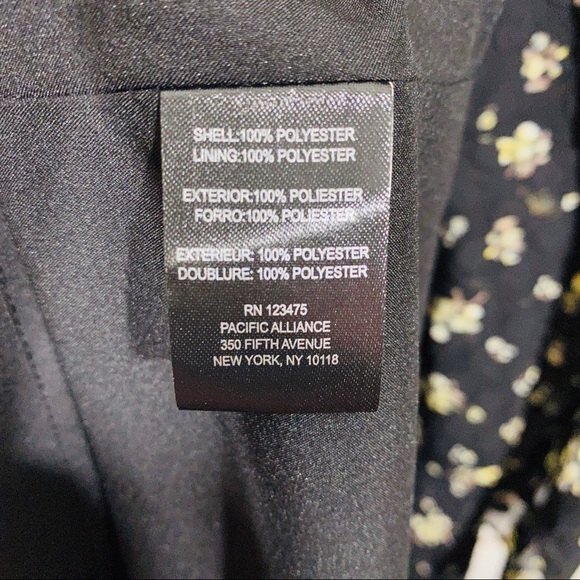 SHELL:100% POLYESTER
LINING:100% POLYESTER
EXTERIOR:100% POLIESTER
FORRO:100% POLIESTER
EXTERIEUR: 100% POLYESTER
DOUBLURE: 100% POLYESTER
RN 123475
PACIFIC ALLIANCE
350 FIFTH AVENUE
NEW YORK, NY 10118